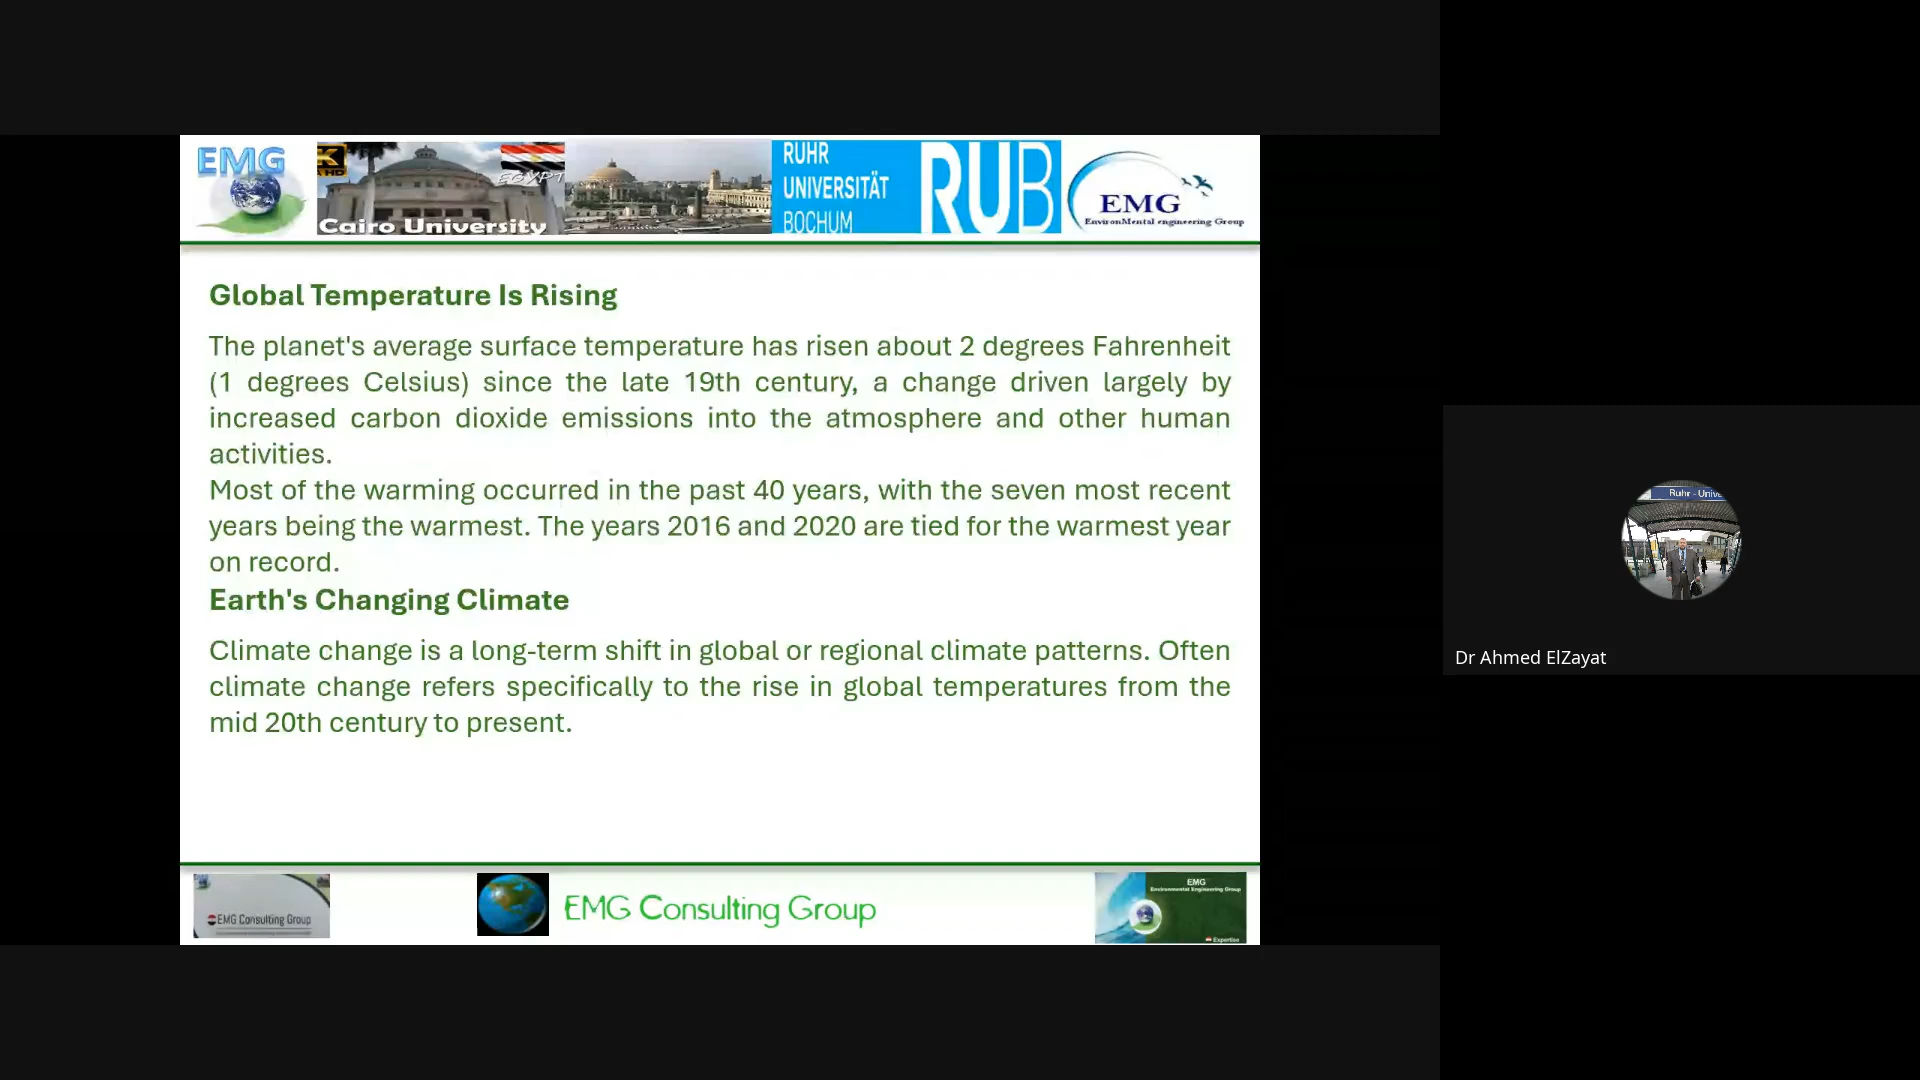 EMG
K
HD
EGYPT
Cairo University
RUHR
UNIVERSITÄT
BOCHUM
RUB
EMG
EnvironMental engineering Group
Global Temperature Is Rising
The planet's average surface temperature has risen about 2 degrees Fahrenheit
(1 degrees Celsius) since the late 19th century, a change driven largely by
increased carbon dioxide emissions into the atmosphere and other human
activities.
Most of the warming occurred in the past 40 years, with the seven most recent
years being the warmest. The years 2016 and 2020 are tied for the warmest year
on record.
Earth's Changing Climate
Climate change is a long-term shift in global or regional climate patterns. Often
climate change refers specifically to the rise in global temperatures from the
mid 20th century to present.
Ruhr - Unive
Dr Ahmed ElZayat
EMG Consulting Group
EMG Consulting Group
EMG
Environmental Engineering Group
Expertise